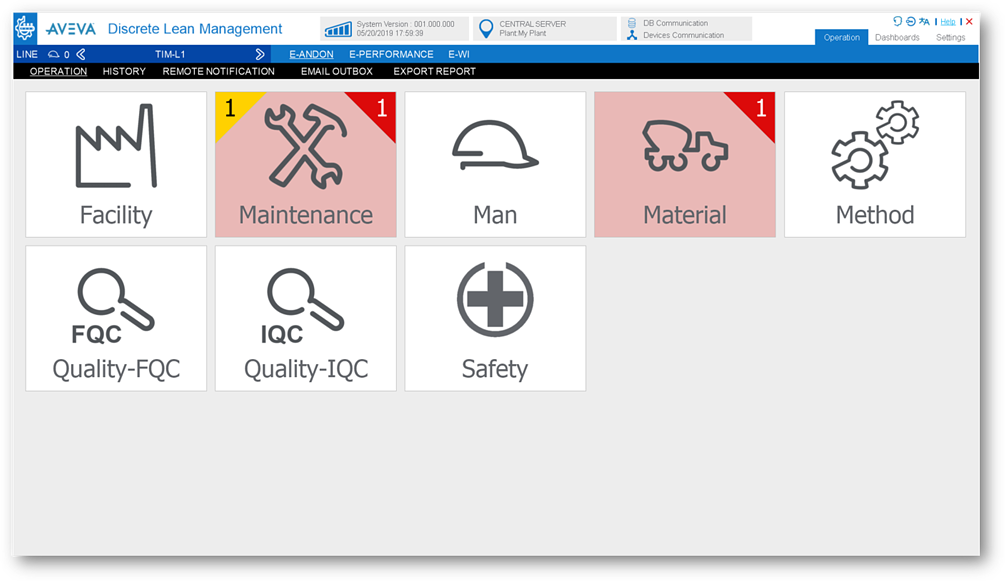 AVEVA Discrete Lean Management
System Version : 001.000.000
05/20/2019 17:59:39
CENTRAL SERVER
Plant My Plant
DB Communication
Devices Communication
Help
Operation Dashboards Settings
LINE 0 TIM-L1 E-ANDON E-PERFORMANCE E-WI
OPERATION HISTORY REMOTE NOTIFICATION EMAIL OUTBOX EXPORT REPORT
1 1 1
Facility Maintenance Man Material Method
FQC IQC
Quality-FQC Quality-IQC Safety